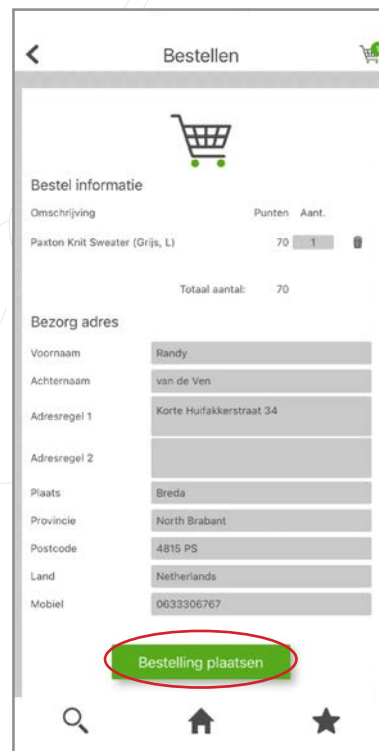 Bestellen
Bestel informatie
Omschrijving Punten Aant.
Paxton Knit Sweater (Grijs, L) 70 1
Totaal aantal: 70
Bezorg adres
Voornaam Randy
Achternaam van de Ven
Adresregel 1 Korte Huifakkerstraat 34
Adresregel 2
Plaats Breda
Provincie North Brabant
Postcode 4815 PS
Land Netherlands
Mobiel 0633306767
Bestelling plaatsen